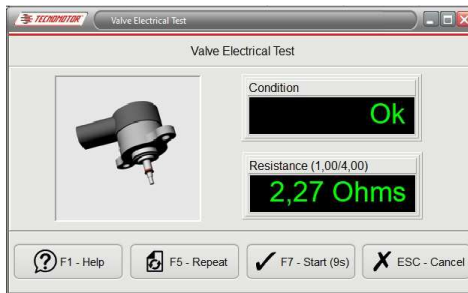 TECNOMOTOR Valve Electrical Test
Valve Electrical Test
Condition
Ok
Resistance (1,00/4,00)
2,27 Ohms
F1 - Help F5 - Repeat F7 - Start (9s) ESC - Cancel